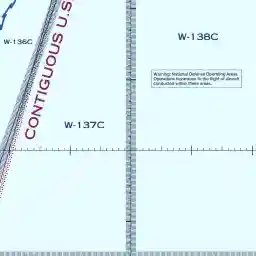 W-138C
W-136C
CONTIGUOUS U.S
Warning: National Defense Operating Areas.
Operations hazardous to the flight of aircraft
conducted within these areas.
W-137C